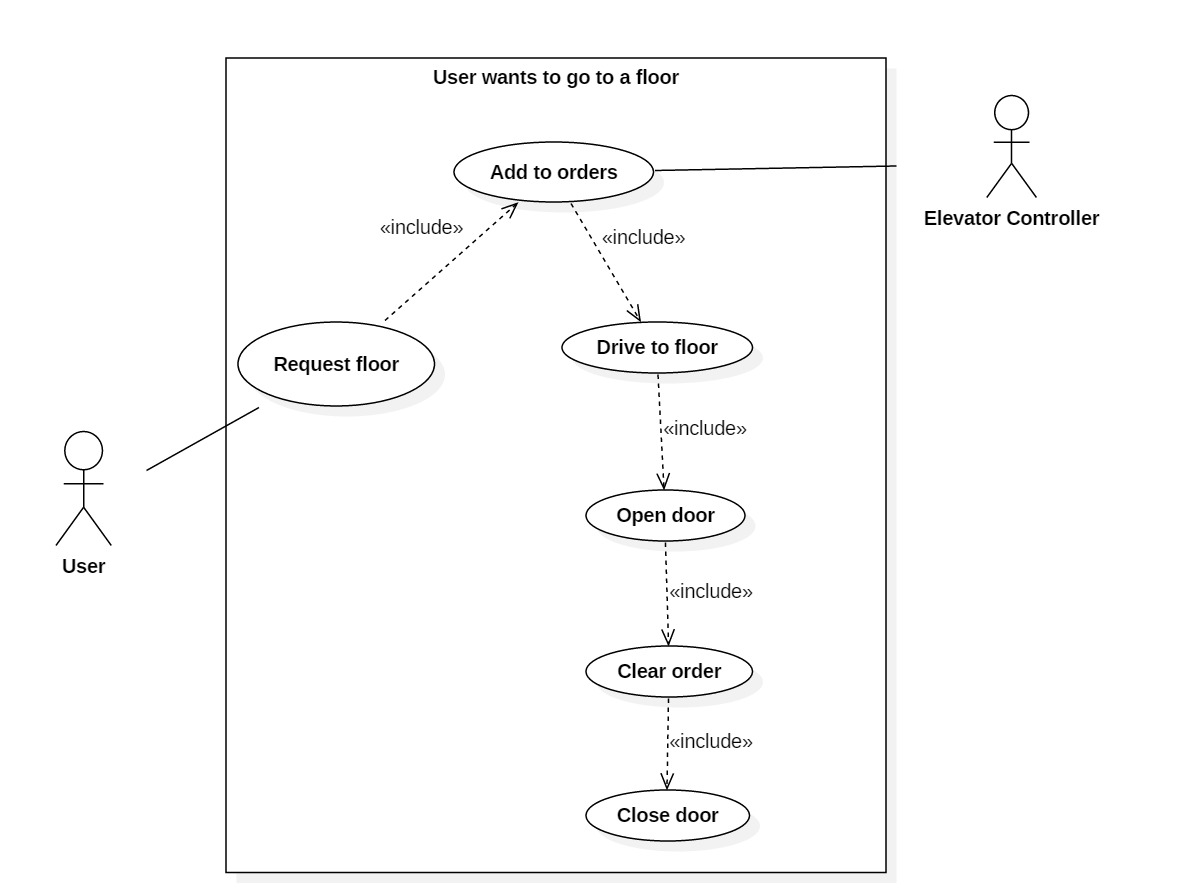 User wants to go to a floor
Add to orders
Elevator Controller
«include»
«include»
Request floor
Drive to floor
«include»
User
Open door
«include»
Clear order
«include»
Close door